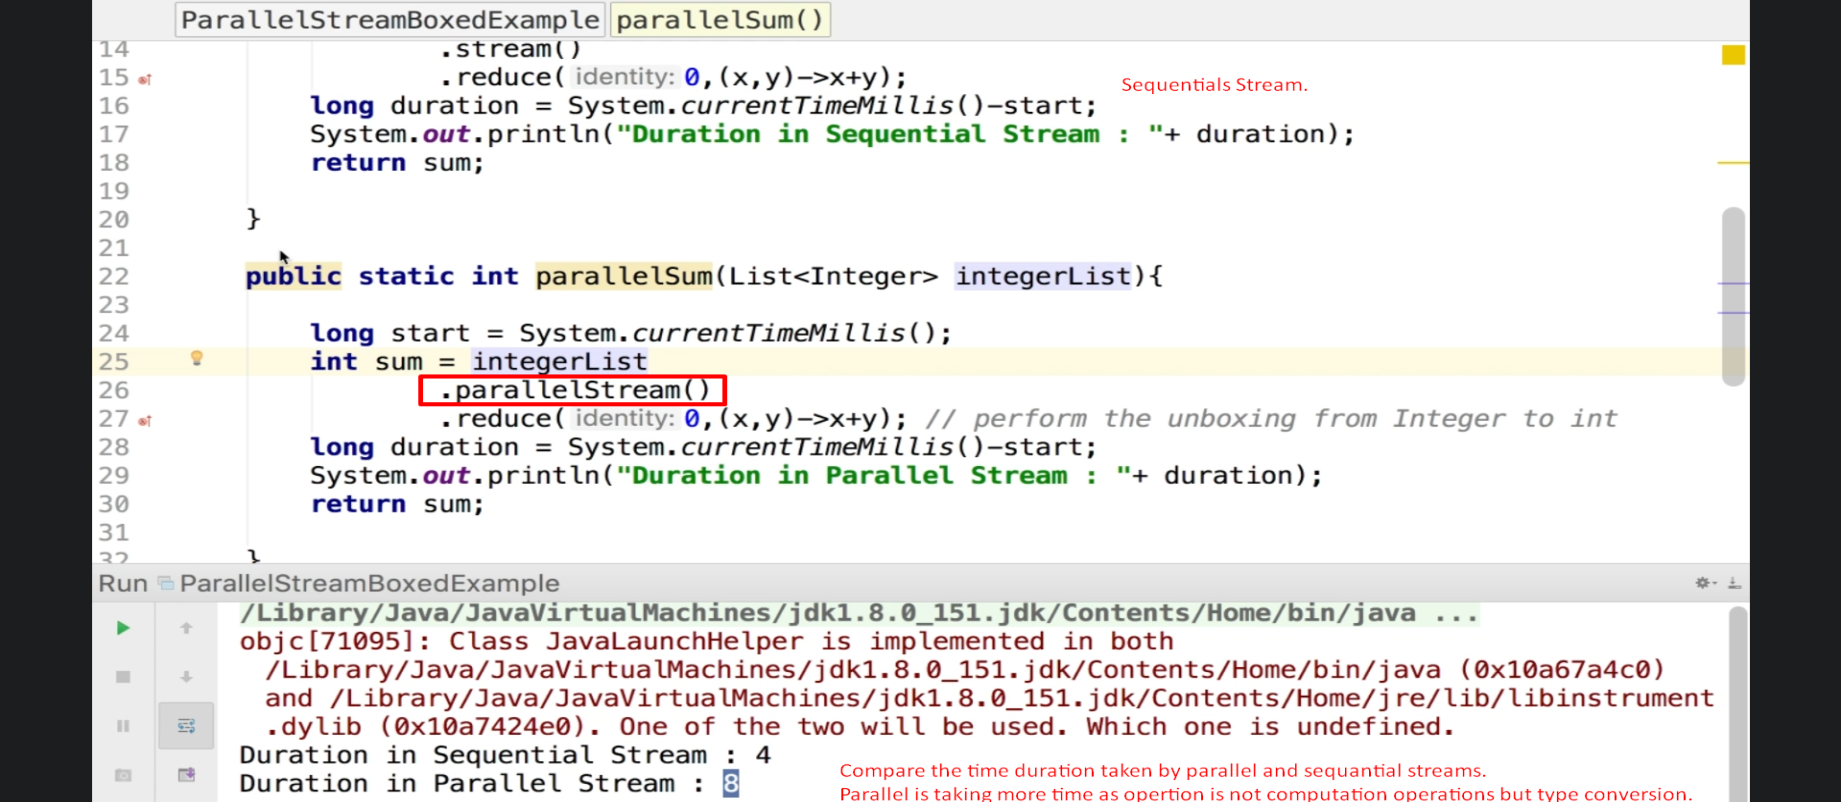 ParallelStreamBoxedExample parallelSum()
14 .stream()
15 .reduce( identity: 0,(x,y)->x+y);
Sequentials Stream.
16 long duration = System.currentTimeMillis()-start;
17 System.out.println("Duration in Sequential Stream : "+ duration);
18 return sum;
19
20 }
21
22 public static int parallelSum(List<Integer> integerList){
23
24 long start = System.currentTimeMillis();
25 int sum = integerList
26 .parallelStream()
27 .reduce( identity: 0,(x,y)->x+y); // perform the unboxing from Integer to int
28 long duration = System.currentTimeMillis()-start;
29 System.out.println("Duration in Parallel Stream : "+ duration);
30 return sum;
31
32 }
Run ParallelStreamBoxedExample
/Library/Java/JavaVirtualMachines/jdk1.8.0_151.jdk/Contents/Home/bin/java ...
objc[71095]: Class JavaLaunchHelper is implemented in both
/Library/Java/JavaVirtualMachines/jdk1.8.0_151.jdk/Contents/Home/bin/java (0x10a67a4c0)
and /Library/Java/JavaVirtualMachines/jdk1.8.0_151.jdk/Contents/Home/jre/lib/libinstrument
.dylib (0x10a7424e0). One of the two will be used. Which one is undefined.
Duration in Sequential Stream : 4
Duration in Parallel Stream : 8
Compare the time duration taken by parallel and sequantial streams.
Parallel is taking more time as opertion is not computation operations but type conversion.